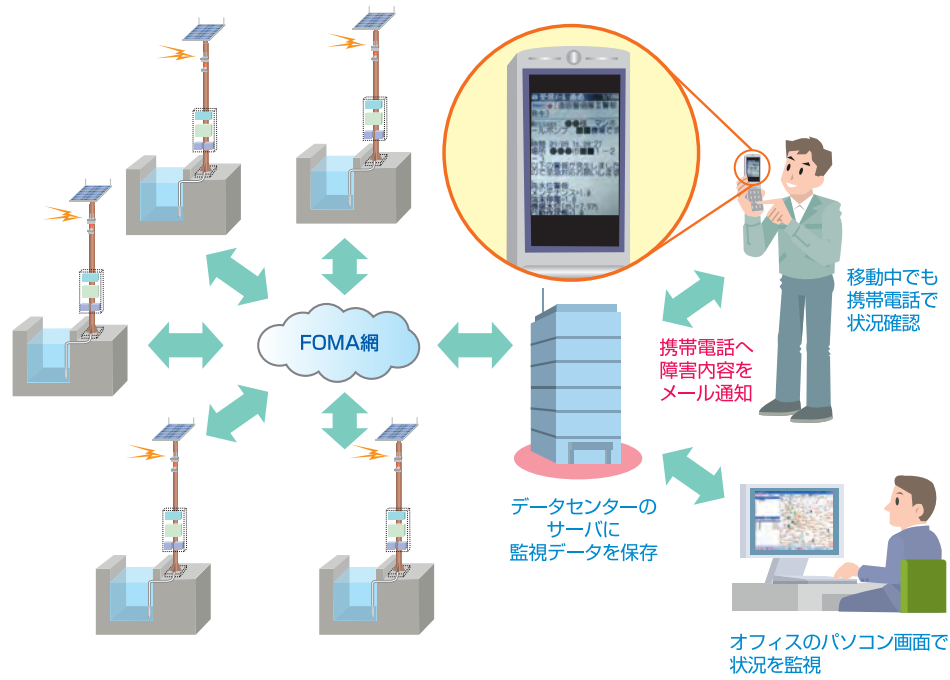 FOMA網
携帯電話へ
障害内容を
メール通知
移動中でも
携帯電話で
状況確認
データセンターの
サーバに
監視データを保存
オフィスのパソコン画面で
状況を監視